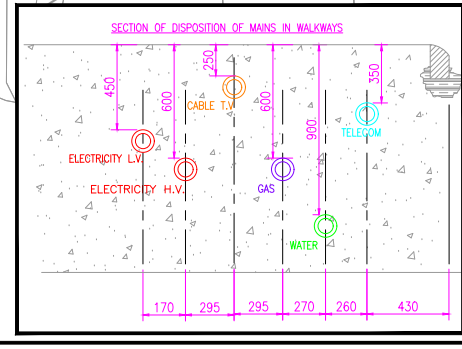 SECTION OF DISPOSITION OF MAINS IN WALKWAYS
450
600
250
600
900
350
CABLE T.V
TELECOM
ELECTRICITY L.V.
ELECTRICITY H.V.
GAS
WATER
170
295
295
270
260
430